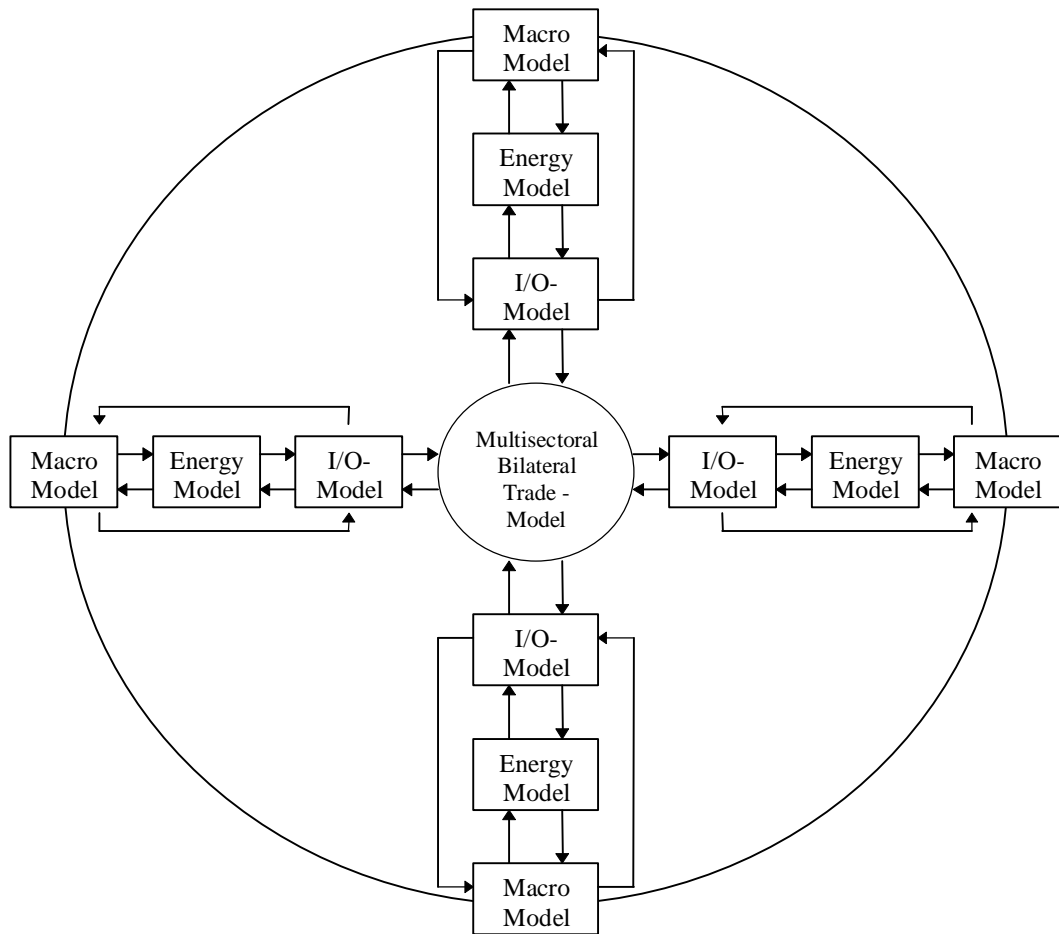 Macro
Model
Energy
Model
I/O-
Model
Macro
Model
Energy
Model
I/O-
Model
Multisectoral
Bilateral
Trade -
Model
I/O-
Model
Energy
Model
Macro
Model
I/O-
Model
Energy
Model
Macro
Model